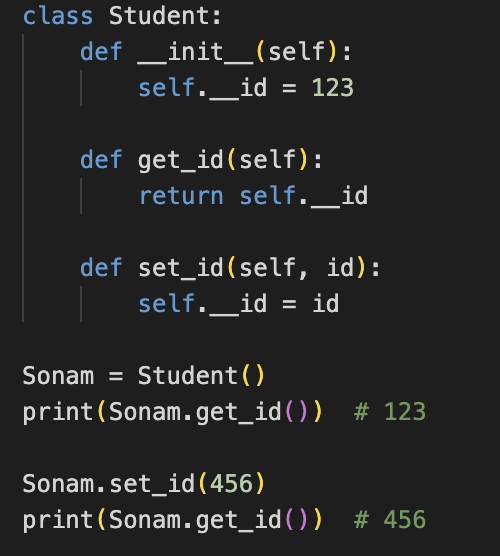 class Student:
    def __init__(self):
        self.__id = 123

    def get_id(self):
        return self.__id

    def set_id(self, id):
        self.__id = id

Sonam = Student()
print(Sonam.get_id())  # 123

Sonam.set_id(456)
print(Sonam.get_id())  # 456